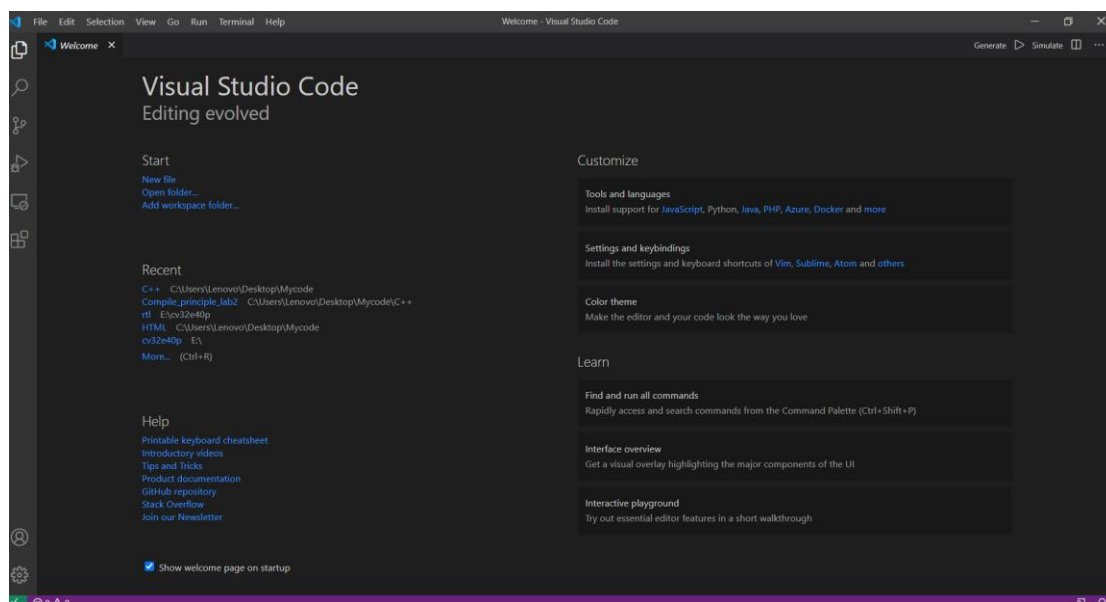 File Edit Selection View Go Run Terminal Help
Welcome - Visual Studio Code
Welcome
Generate Simulate
Visual Studio Code
Editing evolved
Start
New file
Open folder...
Add workspace folder...
Recent
C++ C:\Users\Lenovo\Desktop\Mycode
Compile_principle_lab2 C:\Users\Lenovo\Desktop\Mycode\C++
rtl E:\cv32e40p
HTML C:\Users\Lenovo\Desktop\Mycode
cv32e40p E:\
More... (Ctrl+R)
Help
Printable keyboard cheatsheet
Introductory videos
Tips and Tricks
Product documentation
GitHub repository
Stack Overflow
Join our Newsletter
Show welcome page on startup
Customize
Tools and languages
Install support for JavaScript, Python, Java, PHP, Azure, Docker and more
Settings and keybindings
Install the settings and keyboard shortcuts of Vim, Sublime, Atom and others
Color theme
Make the editor and your code look the way you love
Learn
Find and run all commands
Rapidly access and search commands from the Command Palette (Ctrl+Shift+P)
Interface overview
Get a visual overlay highlighting the major components of the UI
Interactive playground
Try out essential editor features in a short walkthrough